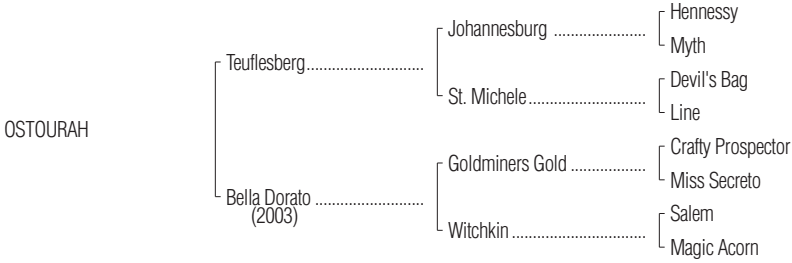 Hennessy
Johannesburg ....................
Myth
Teuflesberg.........................
Devil's Bag
St. Michele.........................
Line
OSTOURAH
Crafty Prospector
Goldminers Gold ................
Miss Secreto
Bella Dorato .......................
(2003)
Salem
Witchkin .............................
Magic Acorn